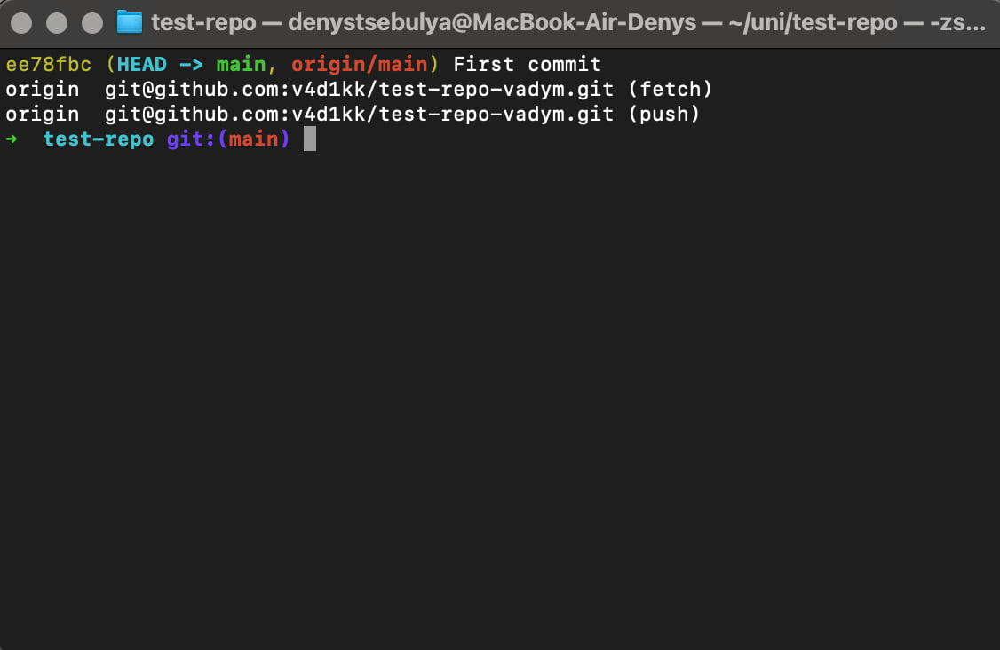 test-repo — denystsebulya@MacBook-Air-Denys — ~/uni/test-repo — -zs...
ee78fbc (HEAD -> main, origin/main) First commit
origin  git@github.com:v4d1kk/test-repo-vadym.git (fetch)
origin  git@github.com:v4d1kk/test-repo-vadym.git (push)
➜  test-repo git:(main)